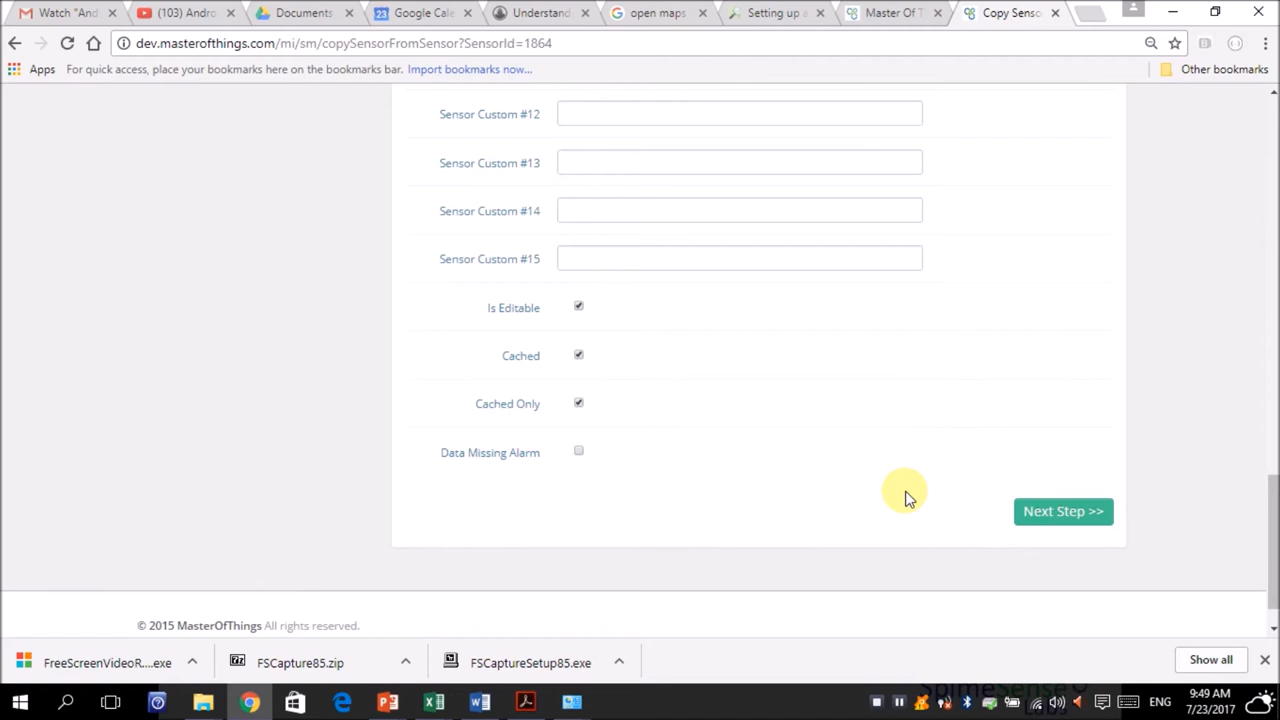 Watch "And
(103) Andro
Documents
Google Cale
Understand
open maps
Setting up a
Master Of T
Copy Senso
dev.masterofthings.com/mi/sm/copySensorFromSensor?SensorId=1864
Apps
For quick access, place your bookmarks here on the bookmarks bar. Import bookmarks now...
Other bookmarks
Sensor Custom #12
Sensor Custom #13
Sensor Custom #14
Sensor Custom #15
Is Editable
Cached
Cached Only
Data Missing Alarm
Next Step >>
© 2015 MasterOfThings All rights reserved.
FreeScreenVideoR....exe
FSCapture85.zip
FSCaptureSetup85.exe
Show all
SpimeSense
ENG
9:49 AM
7/23/2017